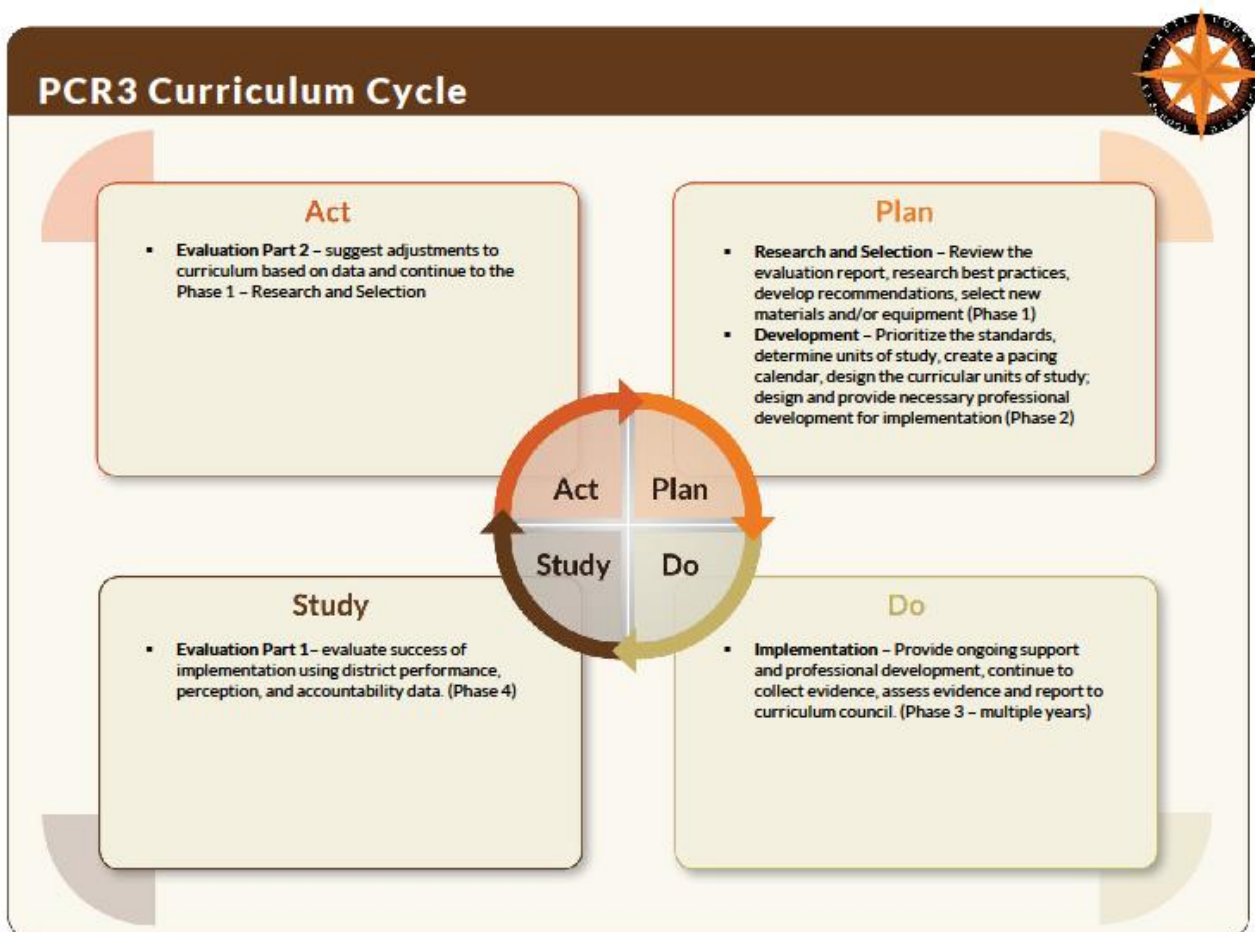 PCR3 Curriculum Cycle
Act
▪ Evaluation Part 2 – suggest adjustments to
curriculum based on data and continue to the
Phase 1 – Research and Selection
Plan
▪ Research and Selection – Review the
evaluation report, research best practices,
develop recommendations, select new
materials and/or equipment (Phase 1)
▪ Development – Prioritize the standards,
determine units of study, create a pacing
calendar, design the curricular units of study;
design and provide necessary professional
development for implementation (Phase 2)
Act
Plan
Study
Do
Study
▪ Evaluation Part 1– evaluate success of
implementation using district performance,
perception, and accountability data. (Phase 4)
Do
▪ Implementation – Provide ongoing support
and professional development, continue to
collect evidence, assess evidence and report to
curriculum council. (Phase 3 – multiple years)